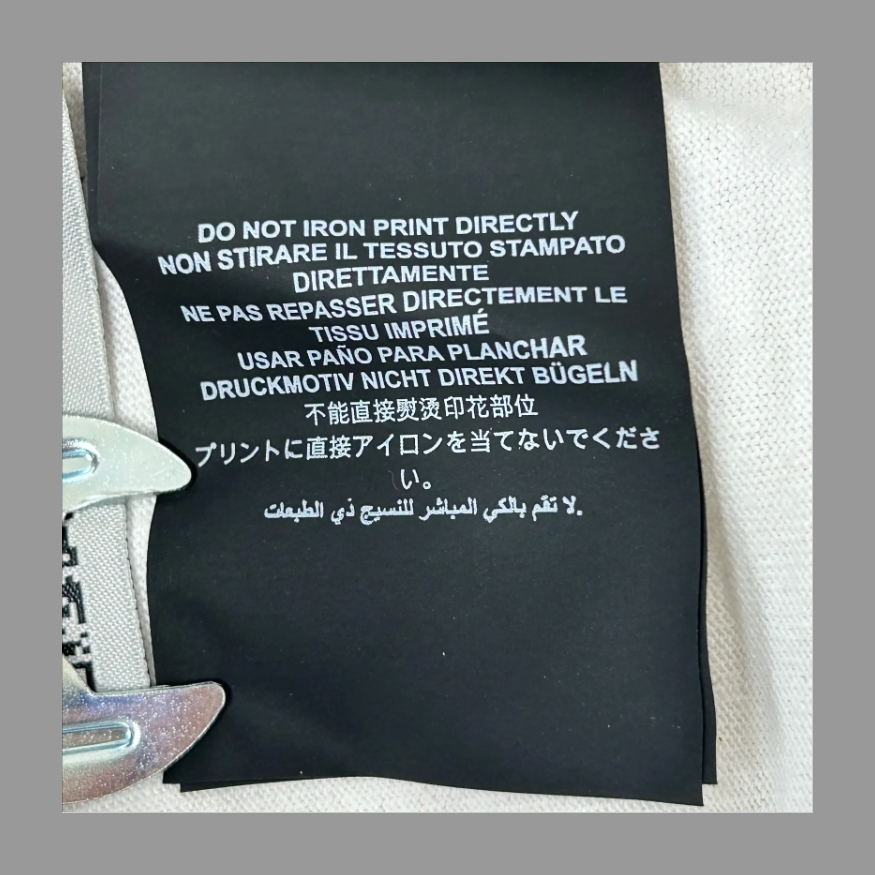 DO NOT IRON PRINT DIRECTLY
NON STIRARE IL TESSUTO STAMPATO
DIRETTAMENTE
NE PAS REPASSER DIRECTEMENT LE
TISSU IMPRIMÉ
USAR PAÑO PARA PLANCHAR
DRUCKMOTIV NICHT DIREKT BÜGELN
不能直接熨烫印花部位
プリントに直接アイロンを当てないでくださ
い。
لا تقم بالكي المباشر للنسيج ذي الطبعات.